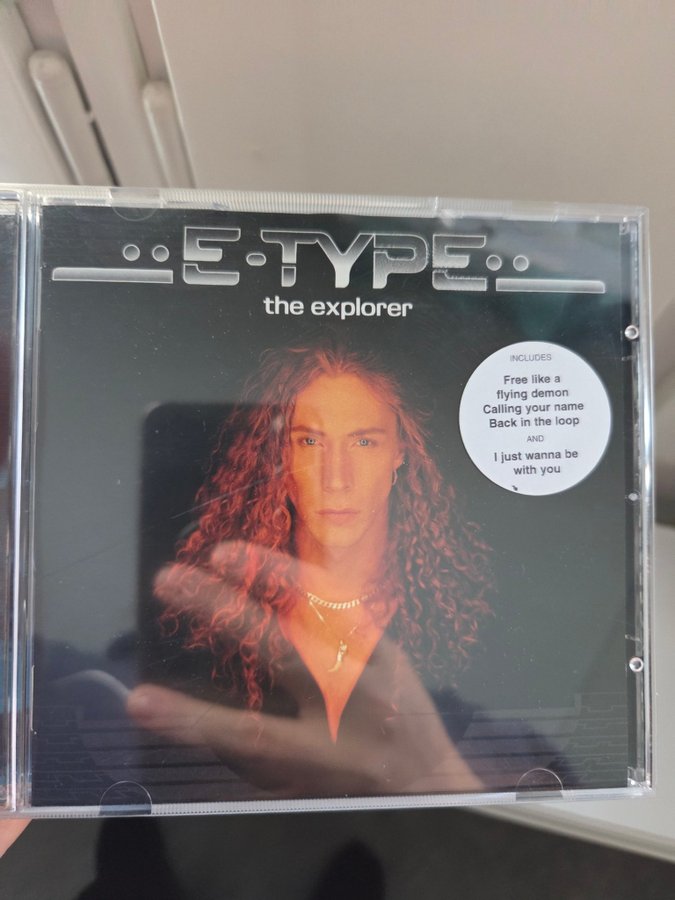 E-TYPE
the explorer
INCLUDES
Free like a
flying demon
Calling your name
Back in the loop
AND
I just wanna be
with you